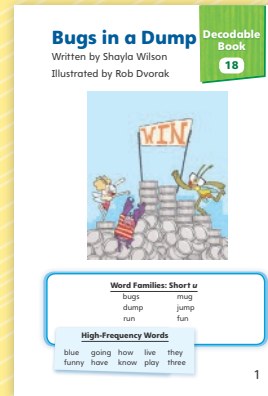 Bugs in a Dump
Written by Shayla Wilson
Illustrated by Rob Dvorak
Decodable
Book
18
WIN
Word Families: Short u
bugs mug
dump jump
run fun
High-Frequency Words
blue going how live they
funny have know play three
1